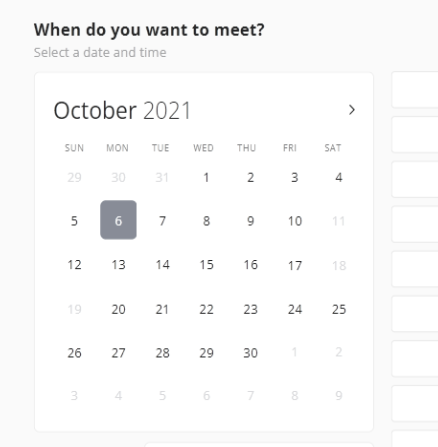 When do you want to meet?
Select a date and time
October 2021
SUN MON TUE WED THU FRI SAT
29 30 31 1 2 3 4
5 6 7 8 9 10 11
12 13 14 15 16 17 18
19 20 21 22 23 24 25
26 27 28 29 30 1 2
3 4 5 6 7 8 9